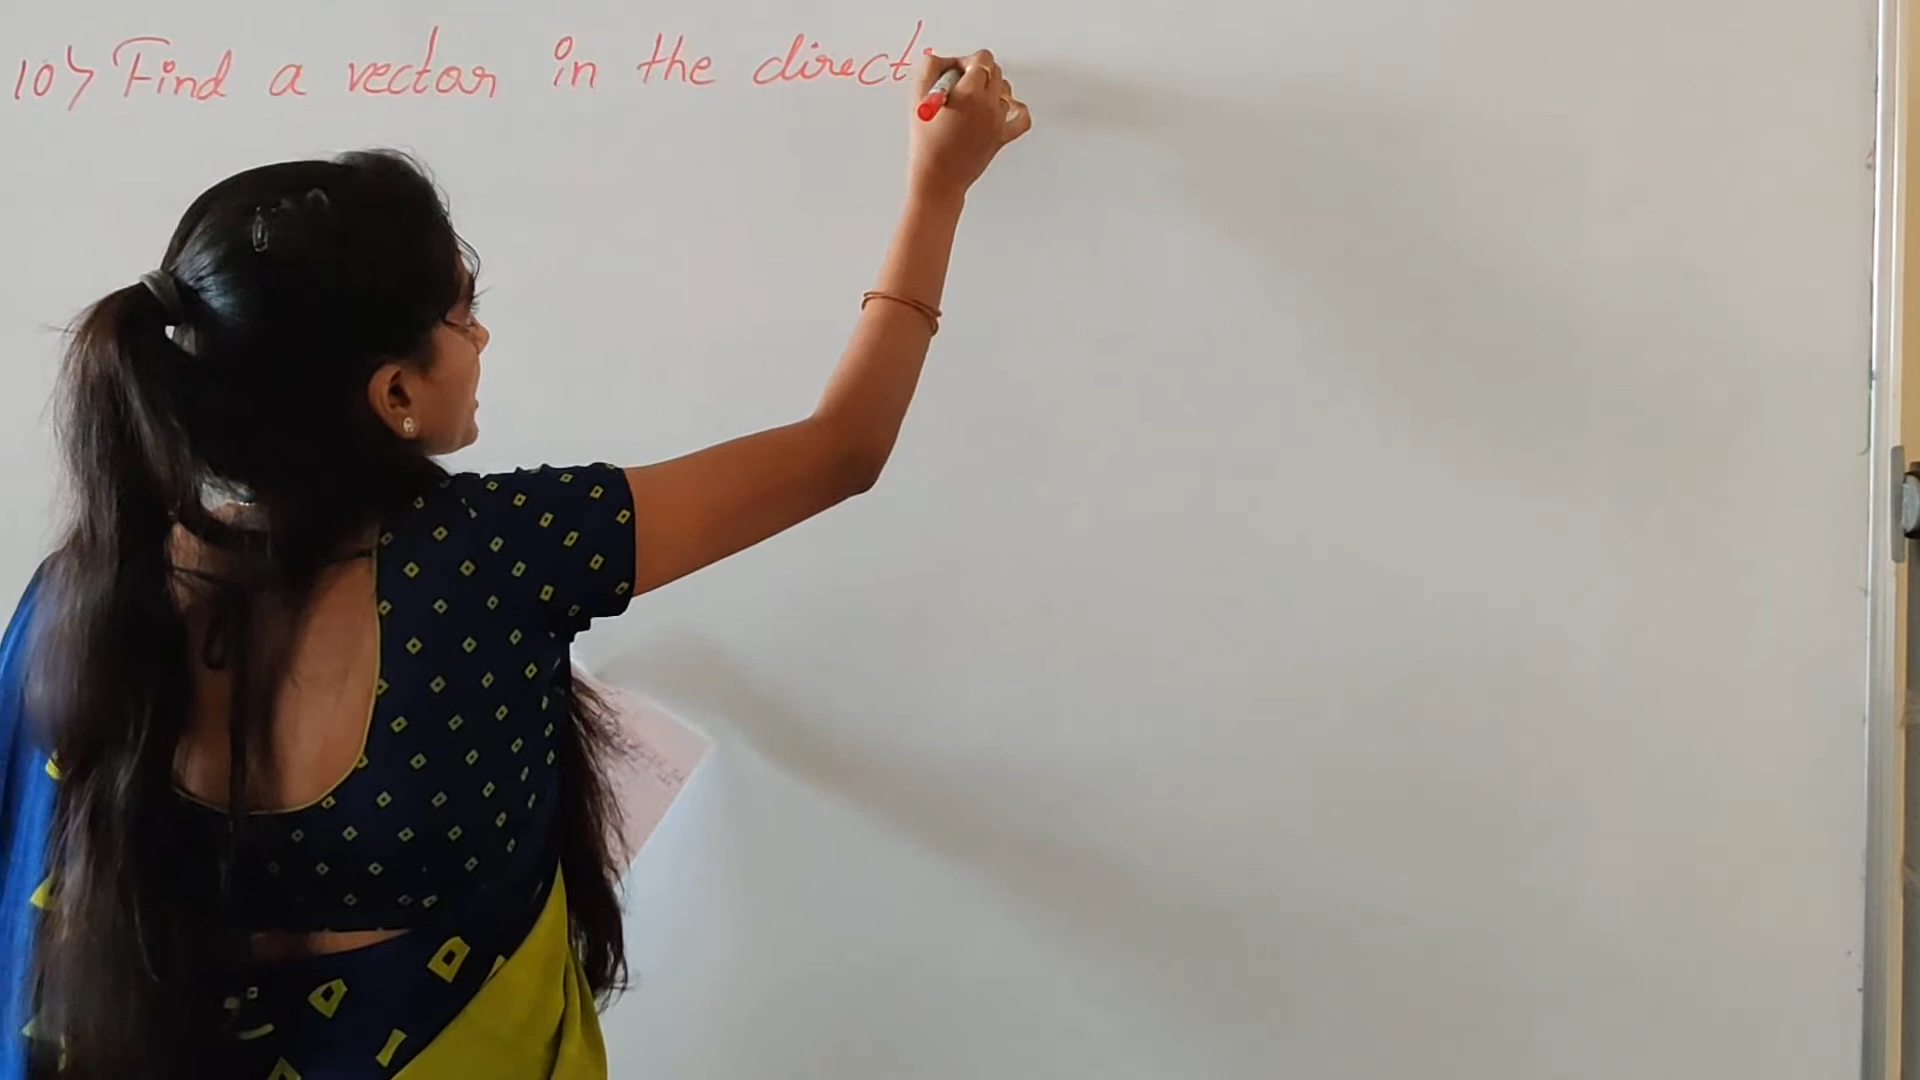 10) Find a vector in the directi